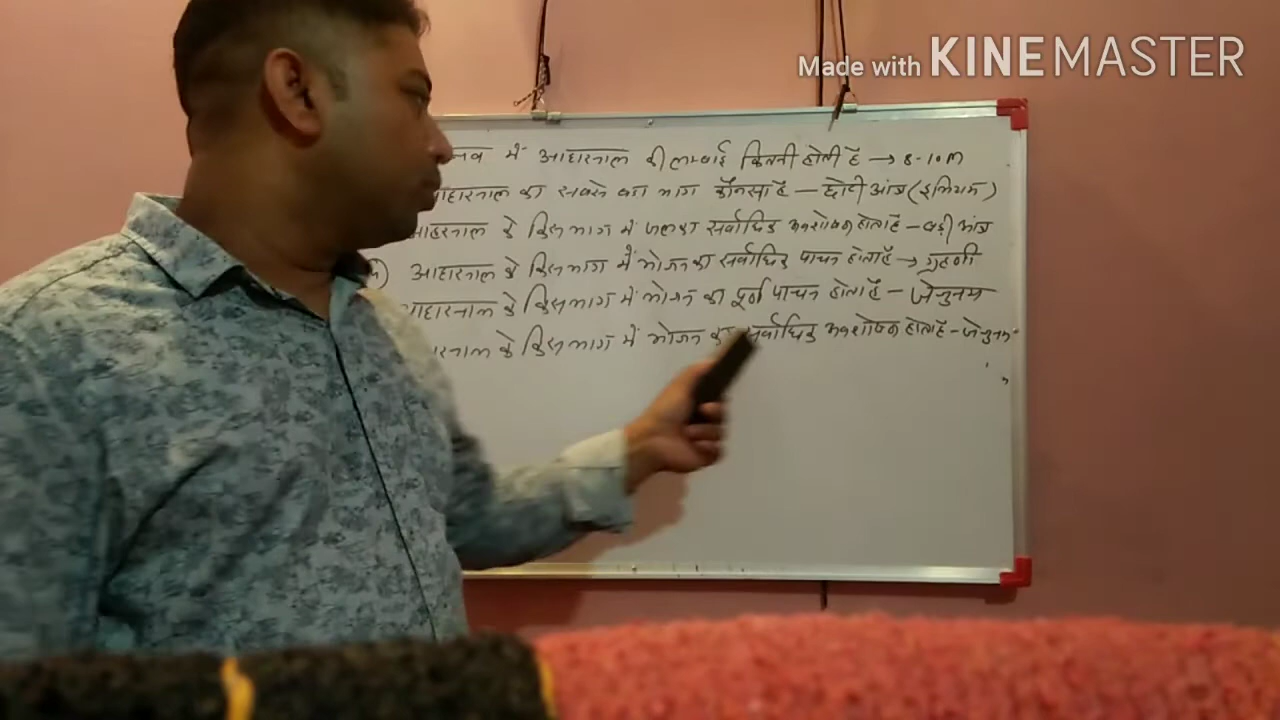 Made with KINEMASTER
में आहारनाल की लम्बाई कितनी होती है → 8-10m
आहारनाल का सबसे बड़ा भाग कौनसा है - छोटी आंत्र (इलियम)
आहारनाल के किस भाग में जल का सर्वाधिक अवशोषण होता है - बड़ी आंत्र
आहारनाल के किस भाग में भोजन का सर्वाधिक पाचन होता है → ग्रहणी
आहारनाल के किस भाग में भोजन का पूर्ण पाचन होता है - जेजुनम
के किस भाग में भोजन का सर्वाधिक अवशोषण होता है - जेजुनम